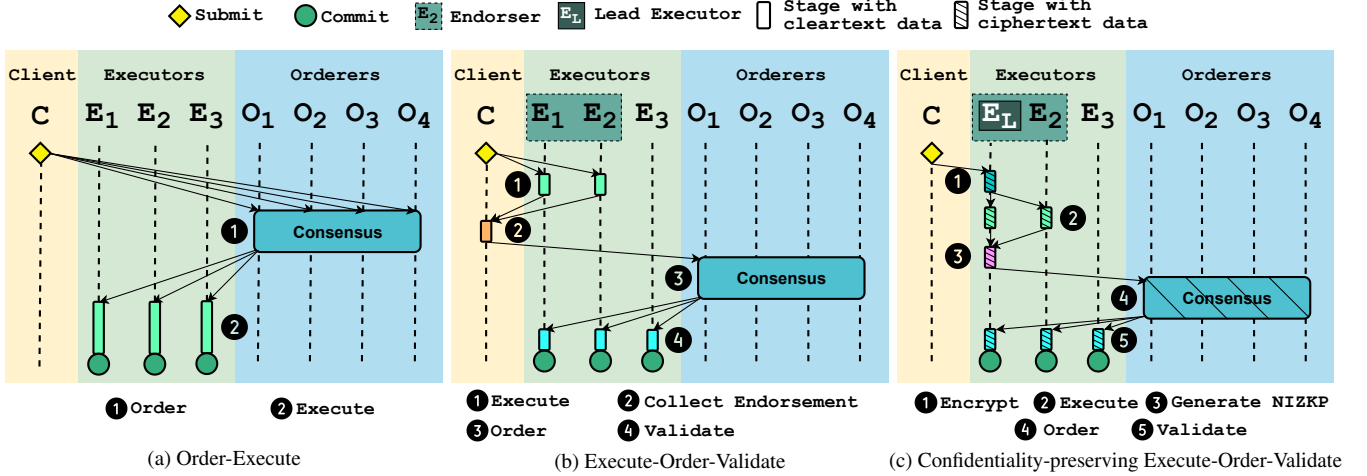 Submit Commit E2 Endorser EL Lead Executor Stage with cleartext data Stage with ciphertext data
Client Executors Orderers
C E1 E2 E3 O1 O2 O3 O4
1 Consensus
2
1 Order 2 Execute
(a) Order-Execute
Client Executors Orderers
C E1 E2 E3 O1 O2 O3 O4
1
2
3 Consensus
4
1 Execute 2 Collect Endorsement
3 Order 4 Validate
(b) Execute-Order-Validate
Client Executors Orderers
C EL E2 E3 O1 O2 O3 O4
1
2
3
4 Consensus
5
1 Encrypt 2 Execute 3 Generate NIZKP
4 Order 5 Validate
(c) Confidentiality-preserving Execute-Order-Validate